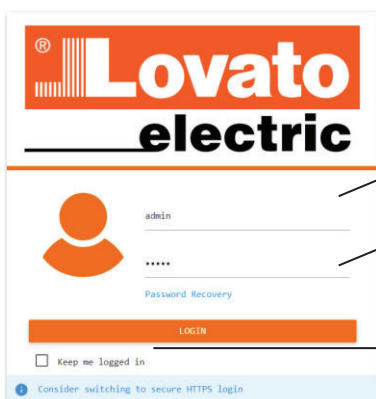 ®
Lovato
electric
admin
•••••
Password Recovery
LOGIN
Keep me logged in
Consider switching to secure HTTPS login